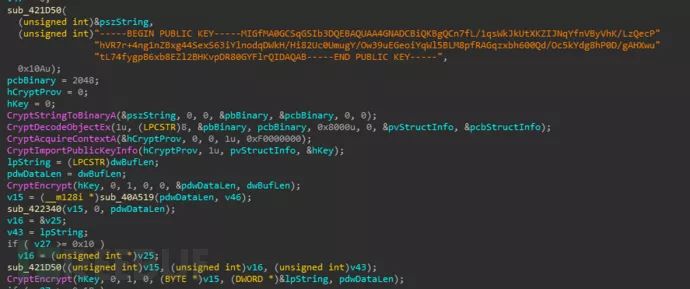 sub_421D50(
(unsigned int)&pszString,
(unsigned int)"-----BEGIN PUBLIC KEY-----MIGfMA0GCSqGSIb3DQEBAQUAA4GNADCBiQKBgQCn7fL/1qsWkJkUtXKZIJNqYfnVByVhK/LzQecP"
"hVR7r+4ng1nZBxg44SexS63iYlnodqDWkH/Hi82Uc0UmugY/Ow39uEGeoiYqWl5BLM8pfRAGqzxbh600Qd/Oc5kYdgBhP0D/gAHXwu"
"tL74fygpB6xb8EZl2BHKvpDR80GYFlrQIDAQAB-----END PUBLIC KEY-----",
0x10Au);
pcbBinary = 2048;
hCryptProv = 0;
hKey = 0;
CryptStringToBinaryA(&pszString, 0, 0, &pbBinary, &pcbBinary, 0, 0);
CryptDecodeObjectEx(1u, (LPCSTR)8, &pbBinary, pcbBinary, 0x8000u, 0, &pvStructInfo, &pcbStructInfo);
CryptAcquireContextA(&hCryptProv, 0, 0, 1u, 0xF0000000);
CryptImportPublicKeyInfo(hCryptProv, 1u, pvStructInfo, &hKey);
lpString = (LPCSTR)dwBufLen;
pdwDataLen = dwBufLen;
CryptEncrypt(hKey, 0, 1, 0, 0, &pdwDataLen, dwBufLen);
v15 = (__m128i *)sub_40A519(pdwDataLen, v46);
sub_422340(v15, 0, pdwDataLen);
v16 = &v25;
v43 = lpString;
if ( v27 >= 0x10 )
v16 = (unsigned int *)v25;
sub_421D50((unsigned int)v15, (unsigned int)v16, (unsigned int)v43);
CryptEncrypt(hKey, 0, 1, 0, (BYTE *)v15, (DWORD *)&lpString, pdwDataLen);